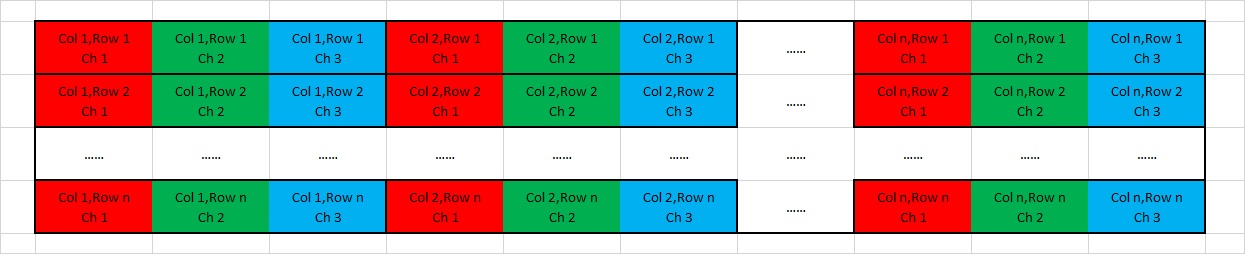 Col 1,Row 1 Col 1,Row 1 Col 1,Row 1 Col 2,Row 1 Col 2,Row 1 Col 2,Row 1 ...... Col n,Row 1 Col n,Row 1 Col n,Row 1
Ch 1 Ch 2 Ch 3 Ch 1 Ch 2 Ch 3 Ch 1 Ch 2 Ch 3
Col 1,Row 2 Col 1,Row 2 Col 1,Row 2 Col 2,Row 2 Col 2,Row 2 Col 2,Row 2 ...... Col n,Row 2 Col n,Row 2 Col n,Row 2
Ch 1 Ch 2 Ch 3 Ch 1 Ch 2 Ch 3 Ch 1 Ch 2 Ch 3
...... ...... ...... ...... ...... ...... ...... ...... ...... ......
Col 1,Row n Col 1,Row n Col 1,Row n Col 2,Row n Col 2,Row n Col 2,Row n ...... Col n,Row n Col n,Row n Col n,Row n
Ch 1 Ch 2 Ch 3 Ch 1 Ch 2 Ch 3 Ch 1 Ch 2 Ch 3